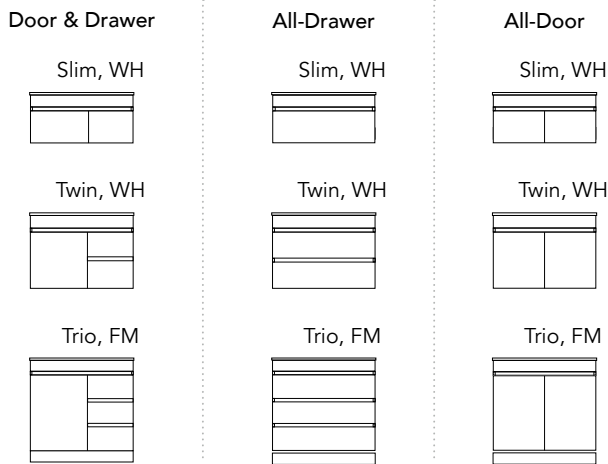 Door & Drawer
Slim, WH
Twin, WH
Trio, FM
All-Drawer
Slim, WH
Twin, WH
Trio, FM
All-Door
Slim, WH
Twin, WH
Trio, FM